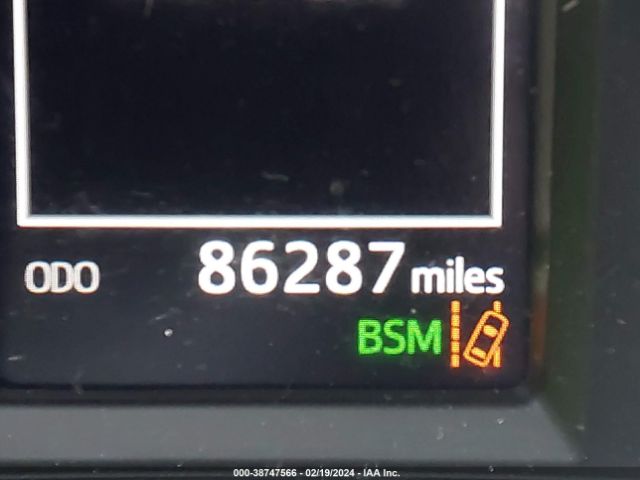 ODO 86287 miles
BSM
000-38747566 - 02/19/2024 - IAA Inc.